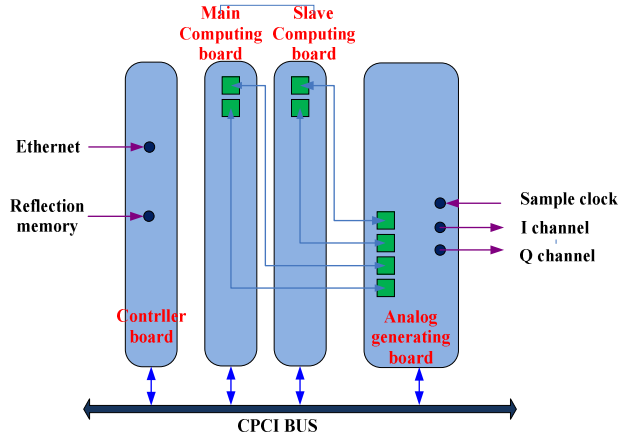 Main
Computing
board
Slave
Computing
board
Ethernet
Reflection
memory
Sample clock
I channel
Q channel
Contrller
board
Analog
generating
board
CPCI BUS